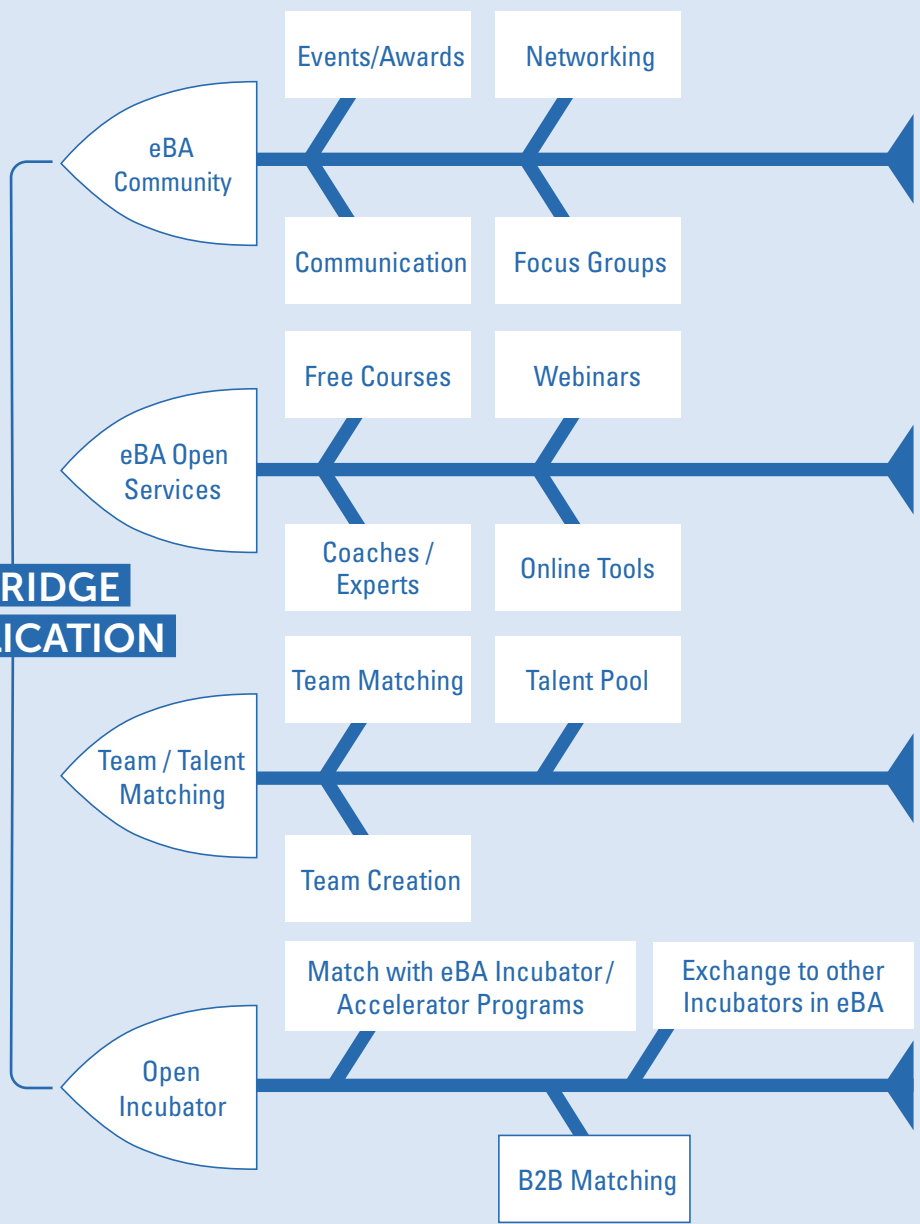 Events/Awards
Networking
eBA
Community
Communication
Focus Groups
Free Courses
Webinars
eBA Open
Services
Coaches /
Experts
Online Tools
RIDGE
LICATION
Team Matching
Talent Pool
Team / Talent
Matching
Team Creation
Match with eBA Incubator/
Accelerator Programs
Exchange to other
Incubators in eBA
Open
Incubator
B2B Matching